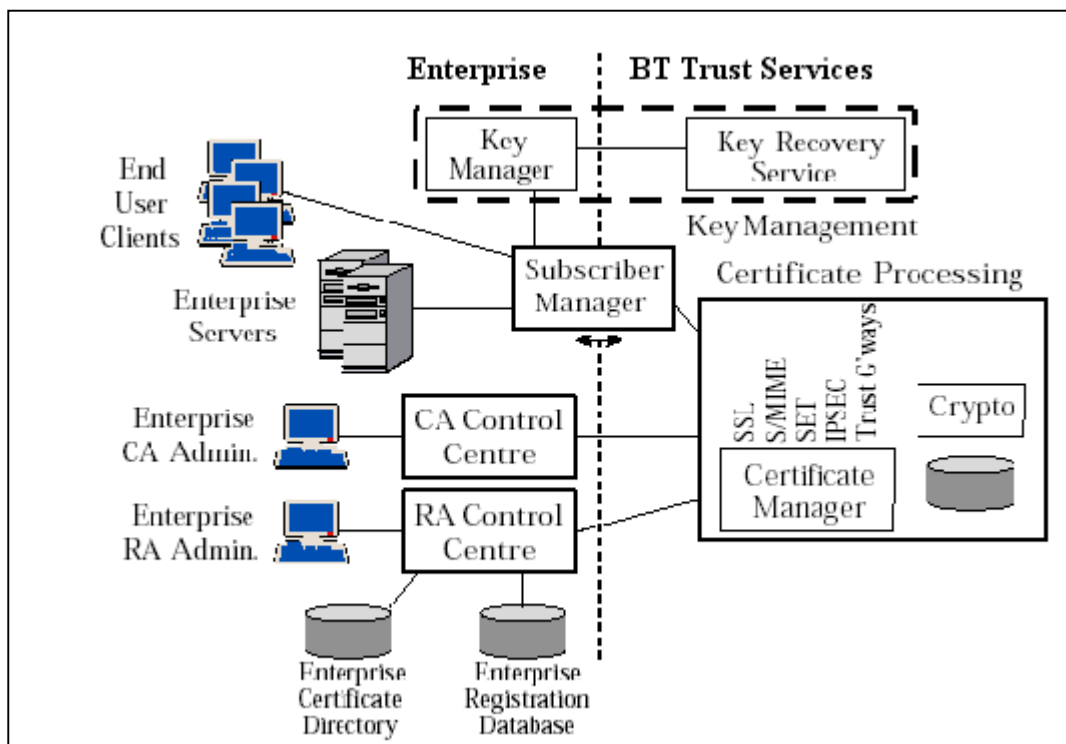 Enterprise
BT Trust Services
Key
Manager
Key Recovery
Service
Key Management
End
User
Clients
Subscriber
Manager
Certificate Processing
Enterprise
Servers
SSL
S/MIME
SET
IPSEC
Trust G'ways
Crypto
Certificate
Manager
Enterprise
CA Admin.
CA Control
Centre
Enterprise
RA Admin.
RA Control
Centre
Enterprise
Certificate
Directory
Enterprise
Registration
Database